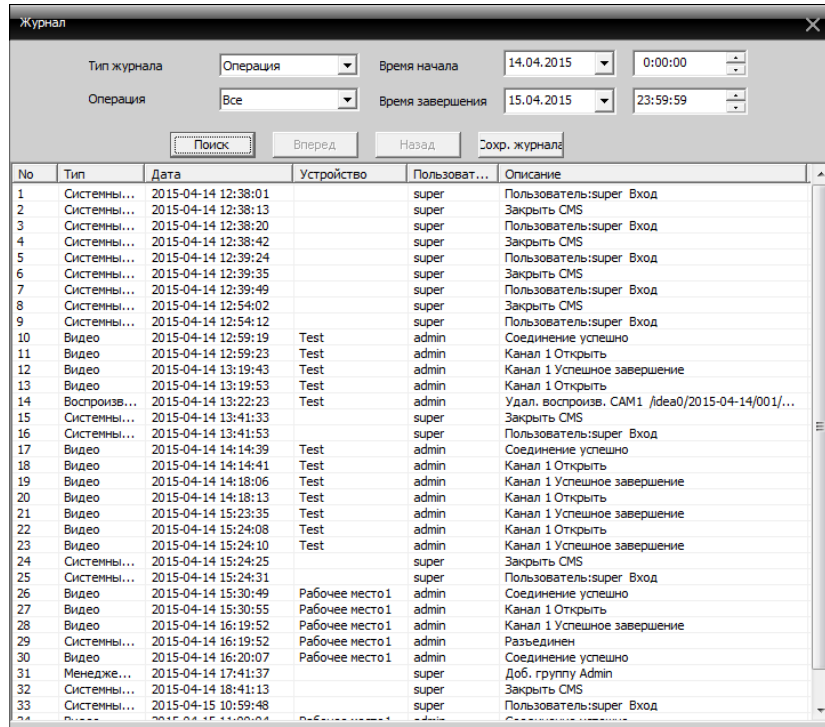 Журнал
Тип журнала Операция Время начала 14.04.2015 0:00:00
Операция Все Время завершения 15.04.2015 23:59:59
Поиск Вперед Назад Сохр. журнала
No Тип Дата Устройство Пользоват... Описание
1 Системны... 2015-04-14 12:38:01 super Пользователь:super Вход
2 Системны... 2015-04-14 12:38:13 super Закрыть CMS
3 Системны... 2015-04-14 12:38:20 super Пользователь:super Вход
4 Системны... 2015-04-14 12:38:42 super Закрыть CMS
5 Системны... 2015-04-14 12:39:24 super Пользователь:super Вход
6 Системны... 2015-04-14 12:39:35 super Закрыть CMS
7 Системны... 2015-04-14 12:39:49 super Пользователь:super Вход
8 Системны... 2015-04-14 12:54:02 super Закрыть CMS
9 Системны... 2015-04-14 12:54:12 super Пользователь:super Вход
10 Видео 2015-04-14 12:59:19 Test admin Соединение успешно
11 Видео 2015-04-14 12:59:23 Test admin Канал 1 Открыть
12 Видео 2015-04-14 13:19:43 Test admin Канал 1 Успешное завершение
13 Видео 2015-04-14 13:19:53 Test admin Канал 1 Открыть
14 Воспроизв... 2015-04-14 13:22:23 Test admin Удал. воспроизв. CAM1 /idea0/2015-04-14/001/...
15 Системны... 2015-04-14 13:41:33 super Закрыть CMS
16 Системны... 2015-04-14 13:41:53 super Пользователь:super Вход
17 Видео 2015-04-14 14:14:39 Test admin Соединение успешно
18 Видео 2015-04-14 14:14:41 Test admin Канал 1 Открыть
19 Видео 2015-04-14 14:18:06 Test admin Канал 1 Успешное завершение
20 Видео 2015-04-14 14:18:13 Test admin Канал 1 Открыть
21 Видео 2015-04-14 15:23:35 Test admin Канал 1 Успешное завершение
22 Видео 2015-04-14 15:24:08 Test admin Канал 1 Открыть
23 Видео 2015-04-14 15:24:10 Test admin Канал 1 Успешное завершение
24 Системны... 2015-04-14 15:24:25 super Закрыть CMS
25 Системны... 2015-04-14 15:24:31 super Пользователь:super Вход
26 Видео 2015-04-14 15:30:49 Рабочее место1 admin Соединение успешно
27 Видео 2015-04-14 15:30:55 Рабочее место1 admin Канал 1 Открыть
28 Видео 2015-04-14 16:19:52 Рабочее место1 admin Канал 1 Успешное завершение
29 Системны... 2015-04-14 16:19:52 Рабочее место1 admin Разъединен
30 Видео 2015-04-14 16:20:07 Рабочее место1 admin Соединение успешно
31 Менедже... 2015-04-14 17:41:37 super Доб. группу Admin
32 Системны... 2015-04-14 18:41:13 super Закрыть CMS
33 Системны... 2015-04-15 10:59:48 super Пользователь:super Вход